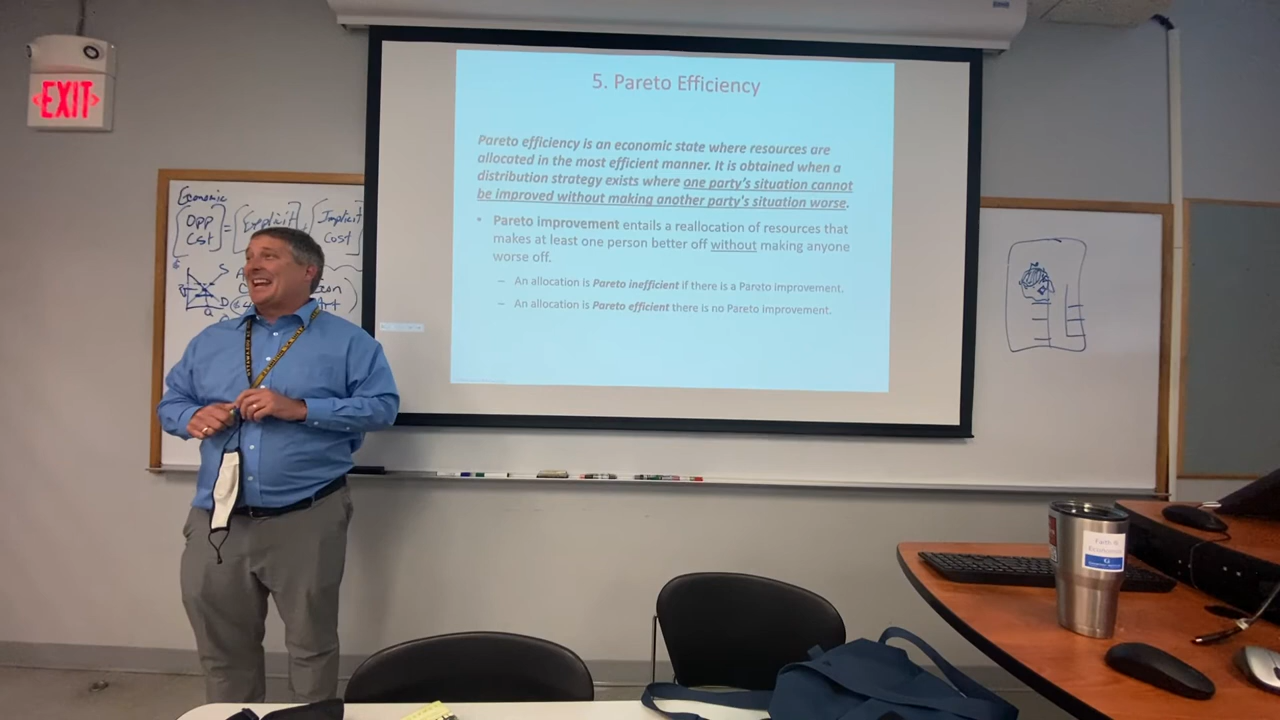 EXIT
5. Pareto Efficiency
Pareto efficiency is an economic state where resources are
allocated in the most efficient manner. It is obtained when a
distribution strategy exists where one party's situation cannot
be improved without making another party's situation worse.
• Pareto improvement entails a reallocation of resources that
makes at least one person better off without making anyone
worse off.
– An allocation is Pareto inefficient if there is a Pareto improvement.
– An allocation is Pareto efficient there is no Pareto improvement.
Economic
[Opp Cst] = [Explicit] [Implicit Cost]
S
D
Q